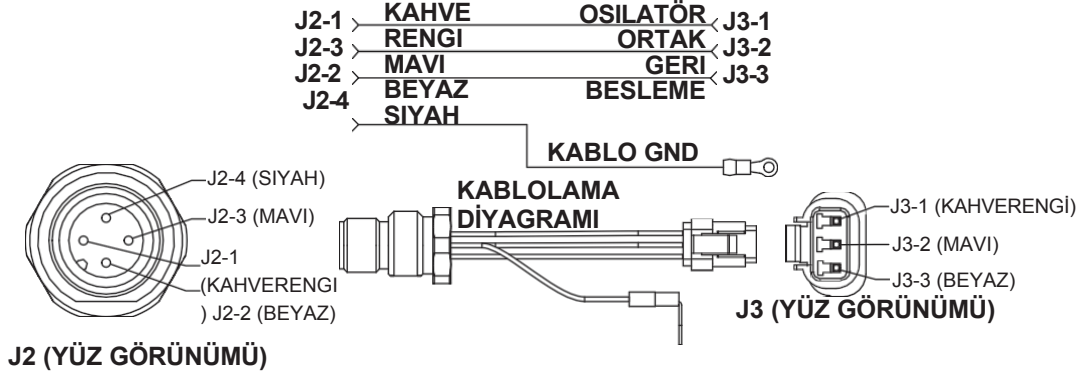 J2-1 KAHVE OSILATÖR J3-1
J2-3 RENGI ORTAK J3-2
J2-2 MAVI GERI J3-3
J2-4 BEYAZ BESLEME
SIYAH
KABLO GND
KABLOLAMA
DİYAGRAMI
J2-4 (SIYAH)
J2-3 (MAVI)
J2-1
(KAHVERENGI
) J2-2 (BEYAZ)
J2 (YÜZ GÖRÜNÜMÜ)
J3-1 (KAHVERENGİ)
J3-2 (MAVI)
J3-3 (BEYAZ)
J3 (YÜZ GÖRÜNÜMÜ)